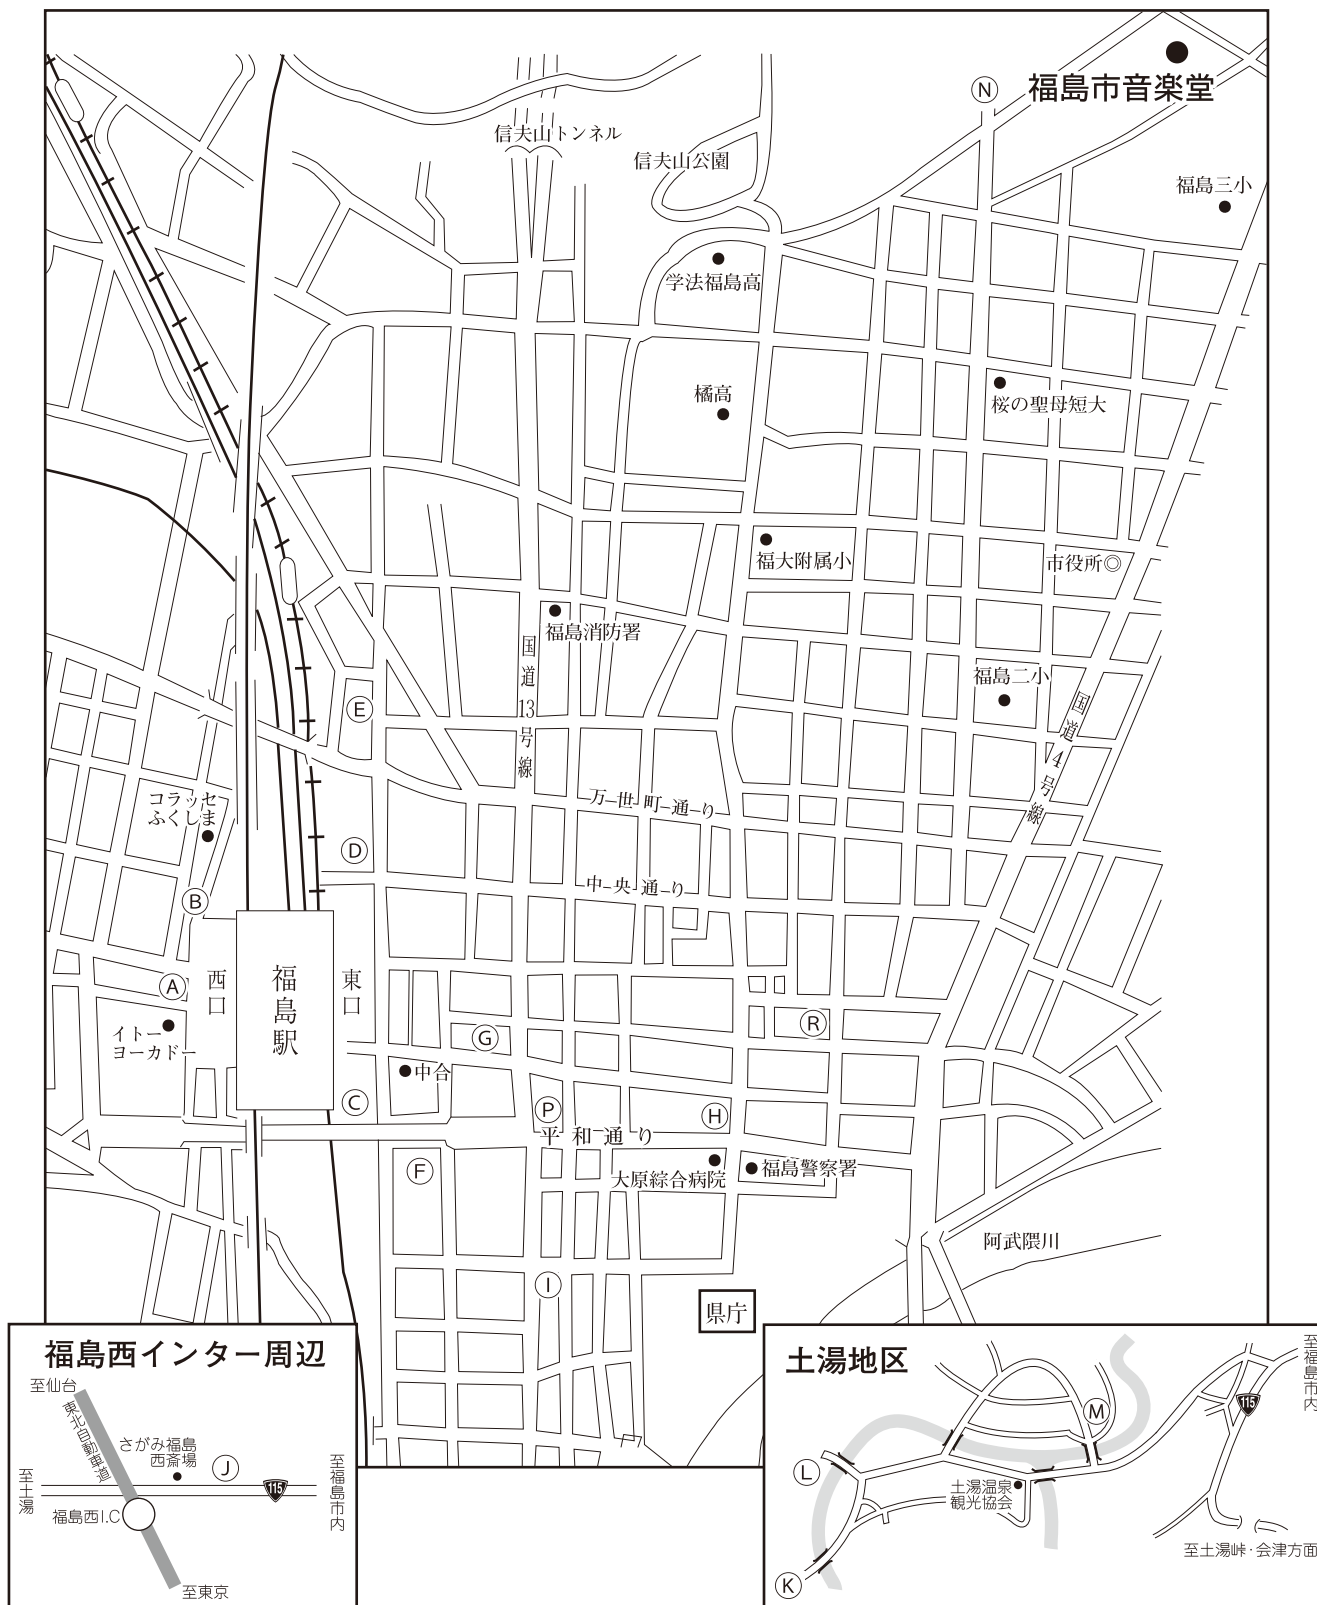 Ⓝ
福島市音楽堂
信夫山トンネル
信夫山公園
福島三小
学法福島高
橘高
桜の聖母短大
福大附属小
市役所◎
福島消防署
国道13号線
福島二小
国道4号線
Ⓔ
コラッセ
ふくしま
万世町通り
Ⓓ
中央通り
Ⓑ
Ⓐ
西口
福島駅
東口
イトー
ヨーカドー
Ⓖ
Ⓡ
中合
Ⓒ
Ⓟ
Ⓗ
平和通り
Ⓕ
大原綜合病院
福島警察署
阿武隈川
Ⓘ
県庁
福島西インター周辺
至仙台
東北自動車道
さがみ福島
西斎場
Ⓙ
115
至土湯
至福島市内
福島西I.C
至東京
土湯地区
至福島市内
115
Ⓜ
Ⓛ
土湯温泉
観光協会
至土湯峠・会津方面
Ⓚ